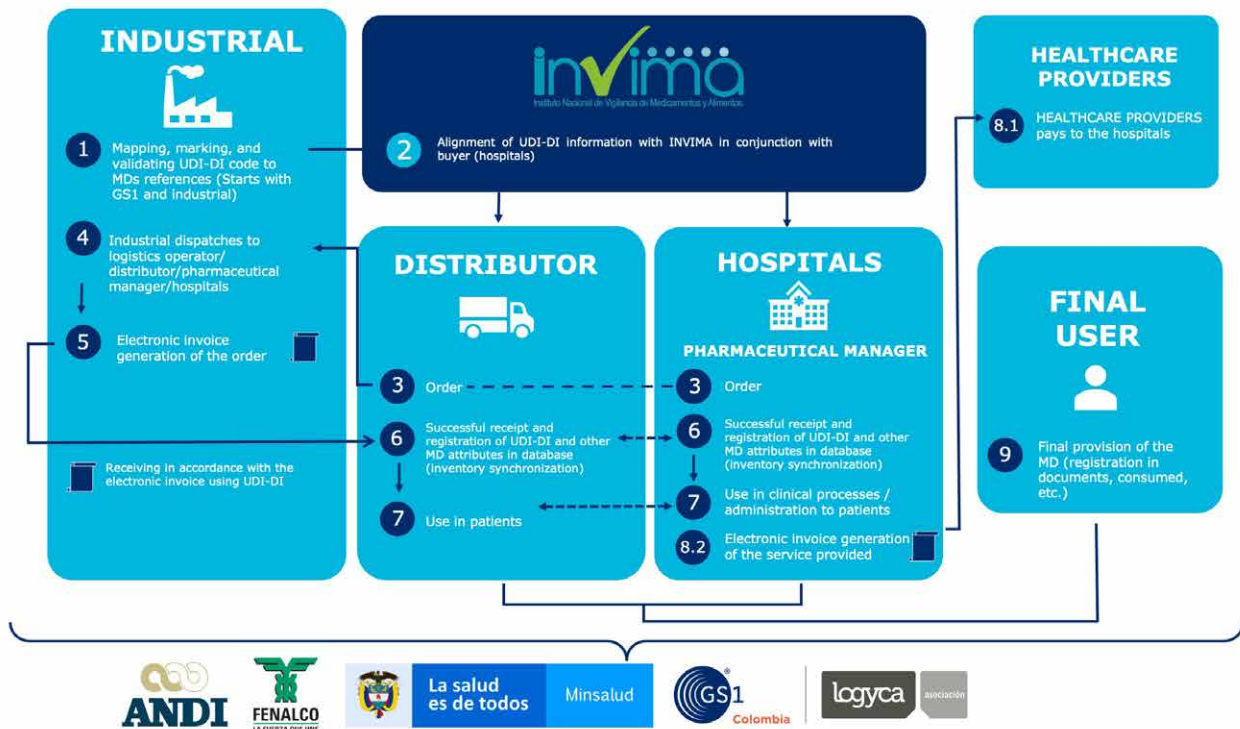 INDUSTRIAL
1
Mapping, marking, and
validating UDI-DI code to
MDs references (Starts with
GS1 and industrial)
4
Industrial dispatches to
logistics operator/
distributor/pharmaceutical
manager/hospitals
5
Electronic invoice
generation of the order
Receiving in accordance with the
electronic invoice using UDI-DI
invima
Instituto Nacional de Vigilancia de Medicamentos y Alimentos
2
Alignment of UDI-DI information with INVIMA in conjunction with
buyer (hospitals)
DISTRIBUTOR
3
Order
6
Successful receipt and
registration of UDI-DI and other
MD attributes in database
(inventory synchronization)
7
Use in patients
HOSPITALS
PHARMACEUTICAL MANAGER
3
Order
6
Successful receipt and
registration of UDI-DI and other
MD attributes in database
(inventory synchronization)
7
Use in clinical processes /
administration to patients
8.2
Electronic invoice generation
of the service provided
HEALTHCARE
PROVIDERS
8.1
HEALTHCARE PROVIDERS
pays to the hospitals
FINAL
USER
9
Final provision of the
MD (registration in
documents, consumed,
etc.)
ANDI
FENALCO
LA FUERZA QUE UNE
La salud
es de todos
Minsalud
GS1
Colombia
logyca
asociación